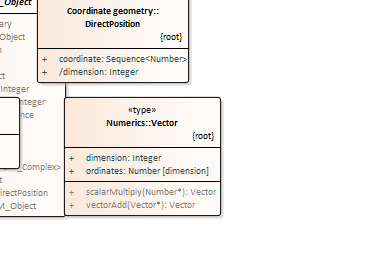 _Object
Coordinate geometry::
DirectPosition
{root}
+ coordinate: Sequence<Number>
+ /dimension: Integer
ary
Object
ct
Integer
nteger
nce
«type»
Numerics::Vector
{root}
+ dimension: Integer
+ ordinates: Number [dimension]
+ scalarMultiply(Number*): Vector
+ vectorAdd(Vector*): Vector
_Complex>
t
irectPosition
M_Object